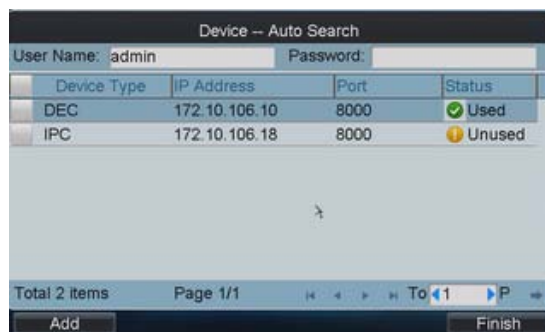 Device -- Auto Search
User Name: admin Password:
Device Type IP Address Port Status
DEC 172.10.106.10 8000 Used
IPC 172.10.106.18 8000 Unused
Total 2 items Page 1/1 To 1 P
Add Finish